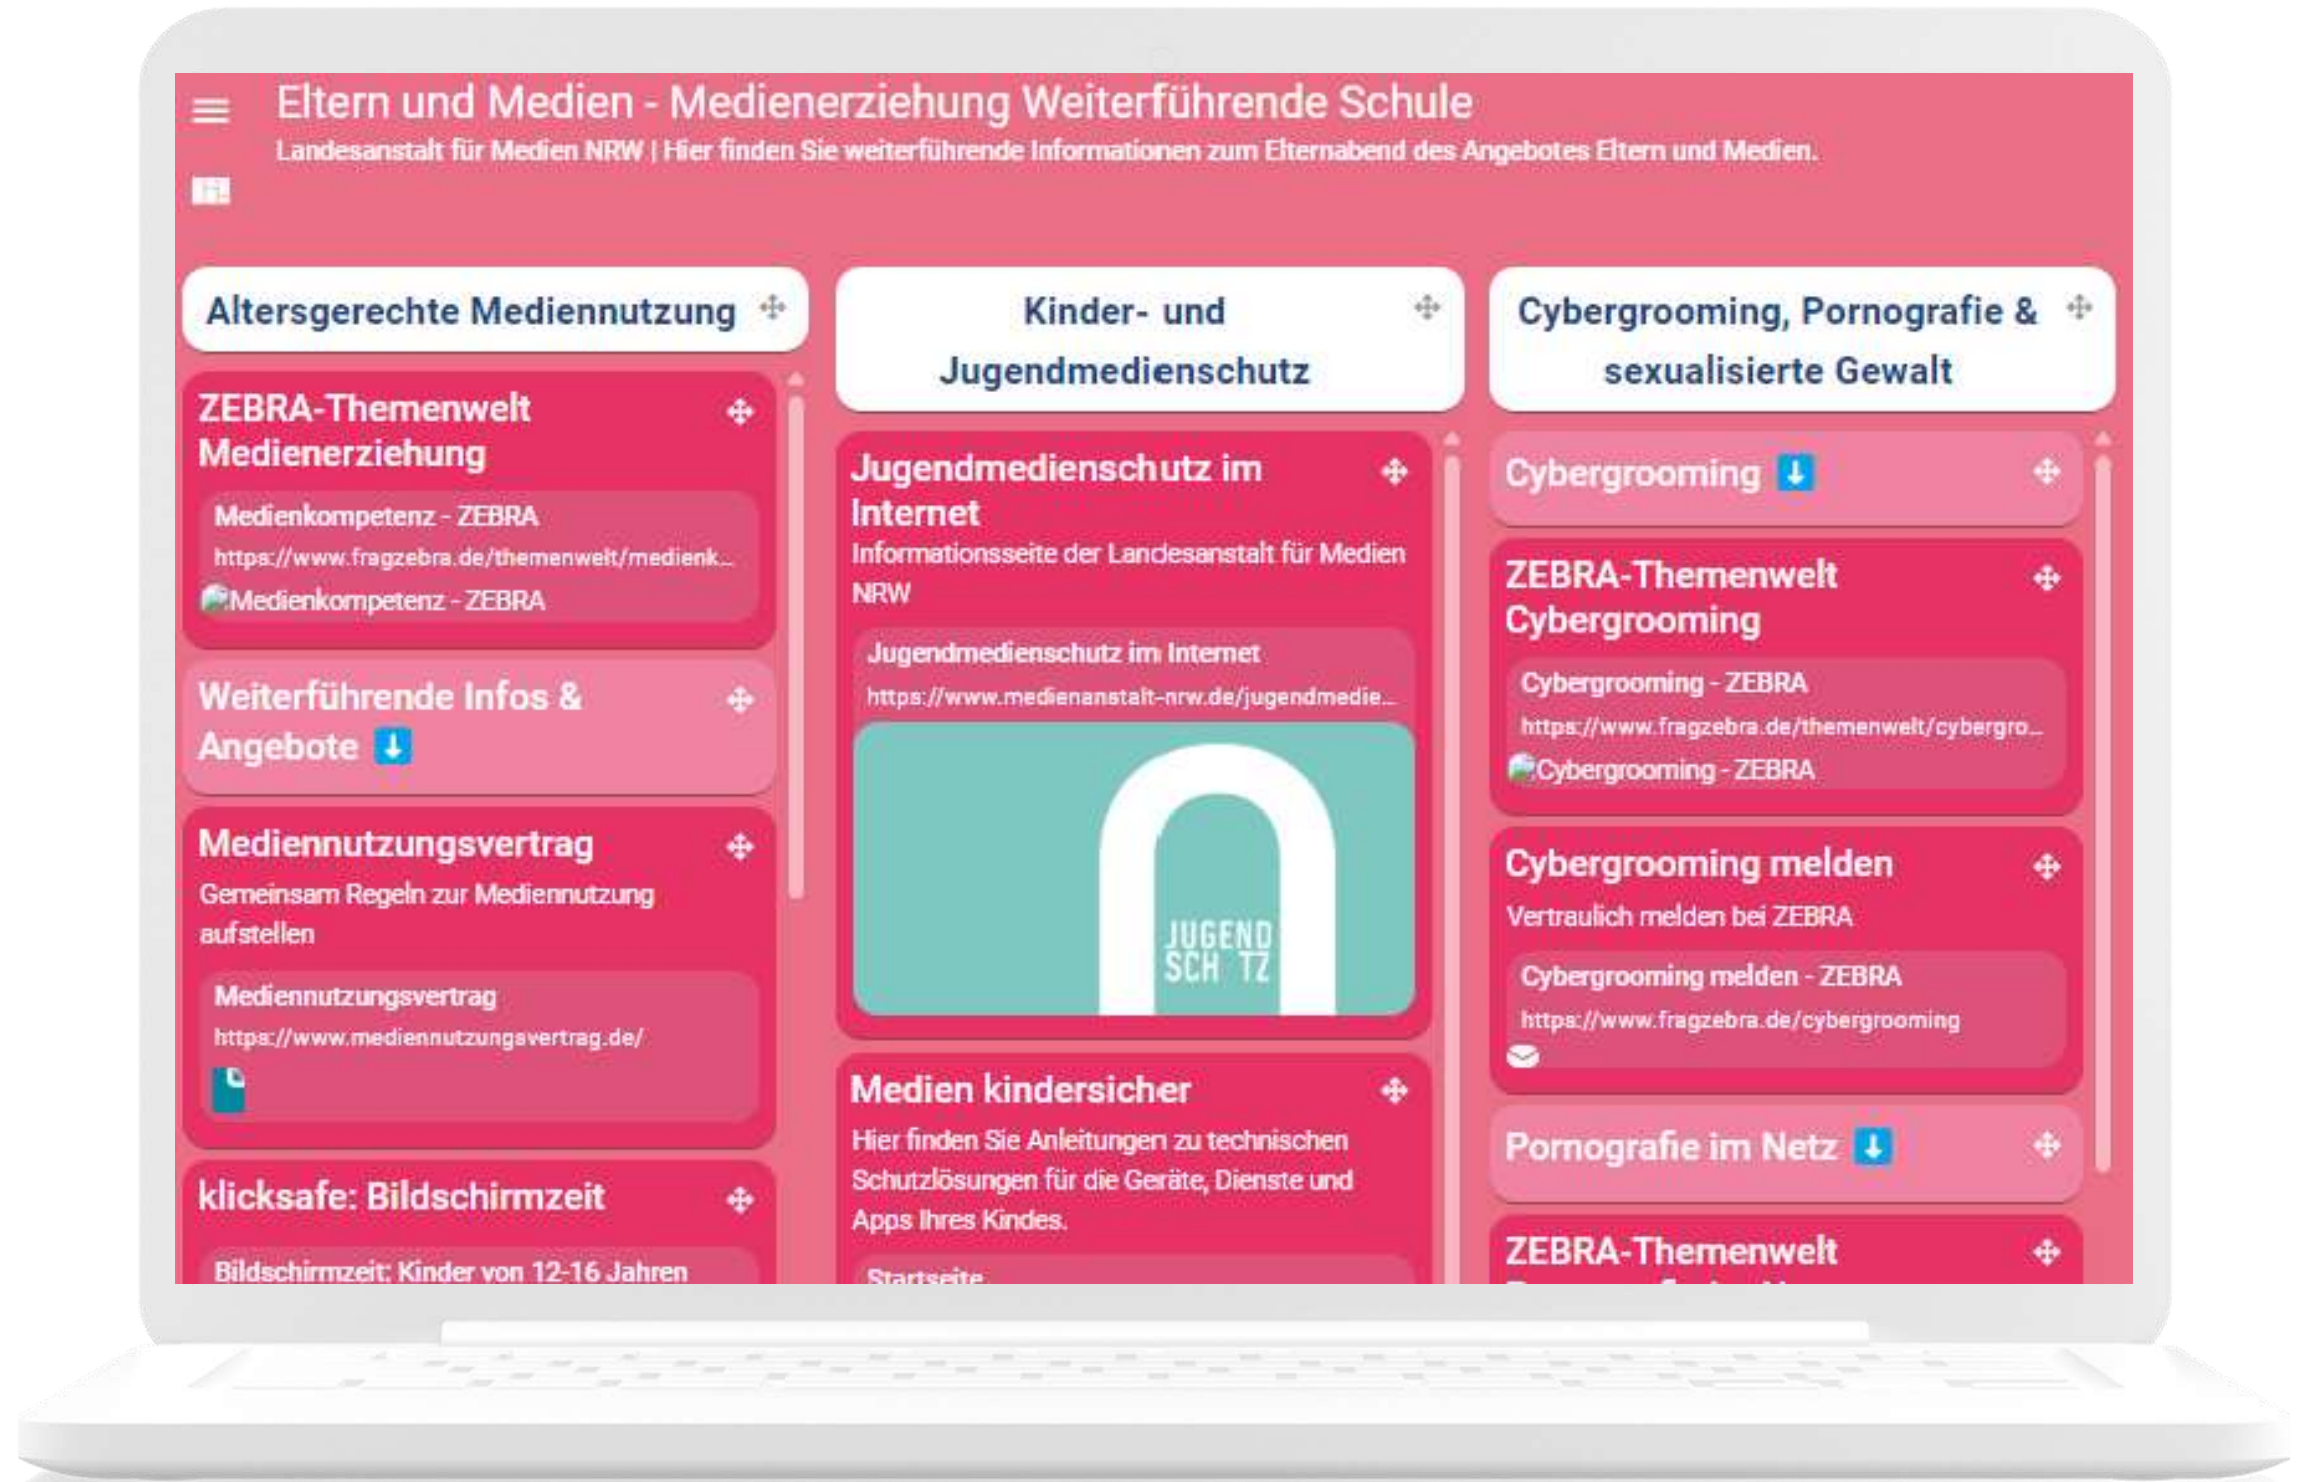 Eltern und Medien - Medienerziehung Weiterführende Schule
Landesanstalt für Medien NRW | Hier finden Sie weiterführende Informationen zum Elternabend des Angebotes Eltern und Medien.
Altersgerechte Mediennutzung
ZEBRA-Themenwelt
Medienerziehung
Medienkompetenz - ZEBRA
https://www.fragzebra.de/themenwelt/medienk...
Medienkompetenz - ZEBRA
Weiterführende Infos &
Angebote
Mediennutzungsvertrag
Gemeinsam Regeln zur Mediennutzung
aufstellen
Mediennutzungsvertrag
https://www.mediennutzungsvertrag.de/
klicksafe: Bildschirmzeit
Bildschirmzeit: Kinder von 12-16 Jahren
Kinder- und
Jugendmedienschutz
Jugendmedienschutz im
Internet
Informationsseite der Landesanstalt für Medien
NRW
Jugendmedienschutz im Internet
https://www.medienanstalt-nrw.de/jugendmedie...
JUGEND
SCH TZ
Medien kindersicher
Hier finden Sie Anleitungen zu technischen
Schutzlösungen für die Geräte, Dienste und
Apps Ihres Kindes.
Startseite
Cybergrooming, Pornografie &
sexualisierte Gewalt
Cybergrooming
ZEBRA-Themenwelt
Cybergrooming
Cybergrooming - ZEBRA
https://www.fragzebra.de/themenwelt/cybergro...
Cybergrooming - ZEBRA
Cybergrooming melden
Vertraulich melden bei ZEBRA
Cybergrooming melden - ZEBRA
https://www.fragzebra.de/cybergrooming
Pornografie im Netz
ZEBRA-Themenwelt